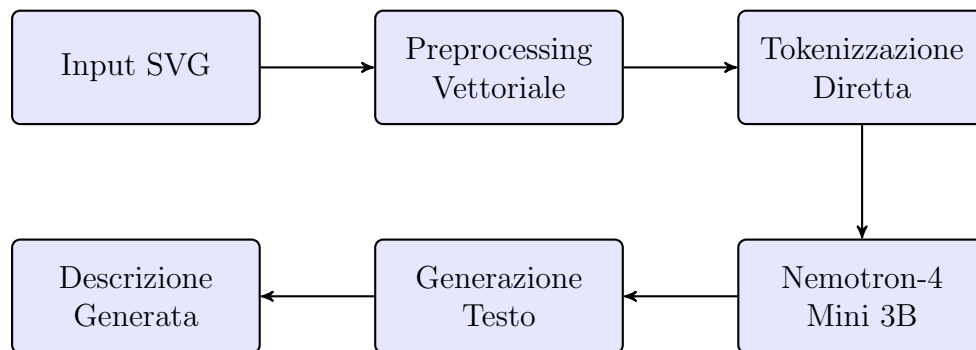 Input SVG
Preprocessing
Vettoriale
Tokenizzazione
Diretta
Descrizione
Generata
Generazione
Testo
Nemotron-4
Mini 3B